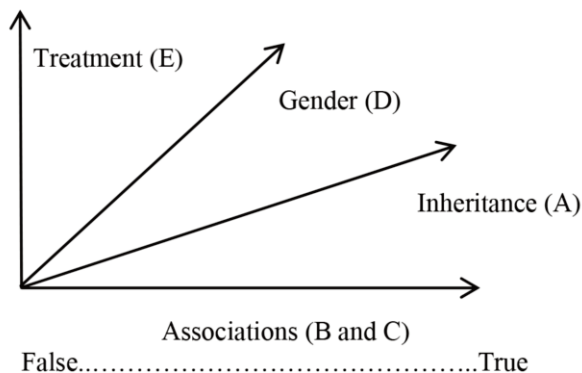 Treatment (E)
Gender (D)
Inheritance (A)
Associations (B and C)
False…………………………………………..True